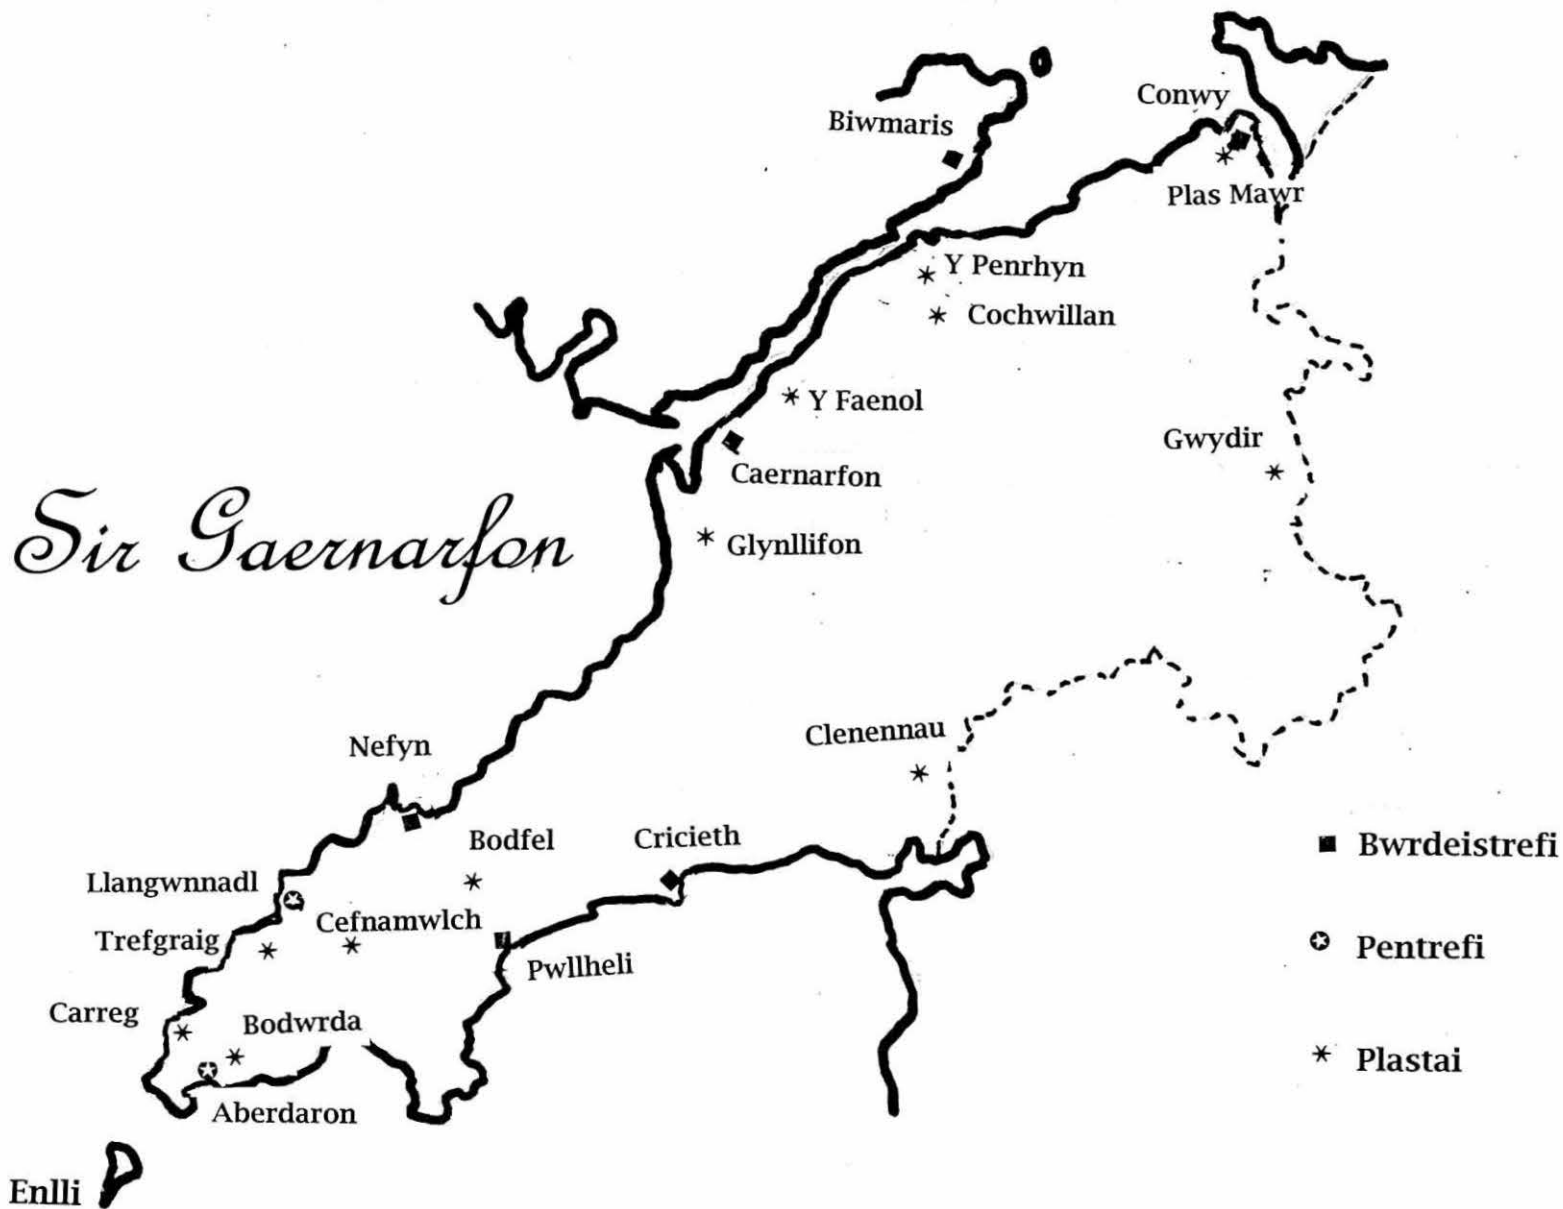 Conwy
Biwmaris
Plas Mawr
Y Penrhyn
Cochwillan
Y Faenol
Gwydir
Caernarfon
Sir Gaernarfon
Glynllifon
Clenennau
Nefyn
Bodfel
Cricieth
Bwrdeistrefi
Llangwnnadl
Cefnamwlch
Trefgraig
Pwllheli
Pentrefi
Carreg
Bodwrda
Plastai
Aberdaron
Enlli